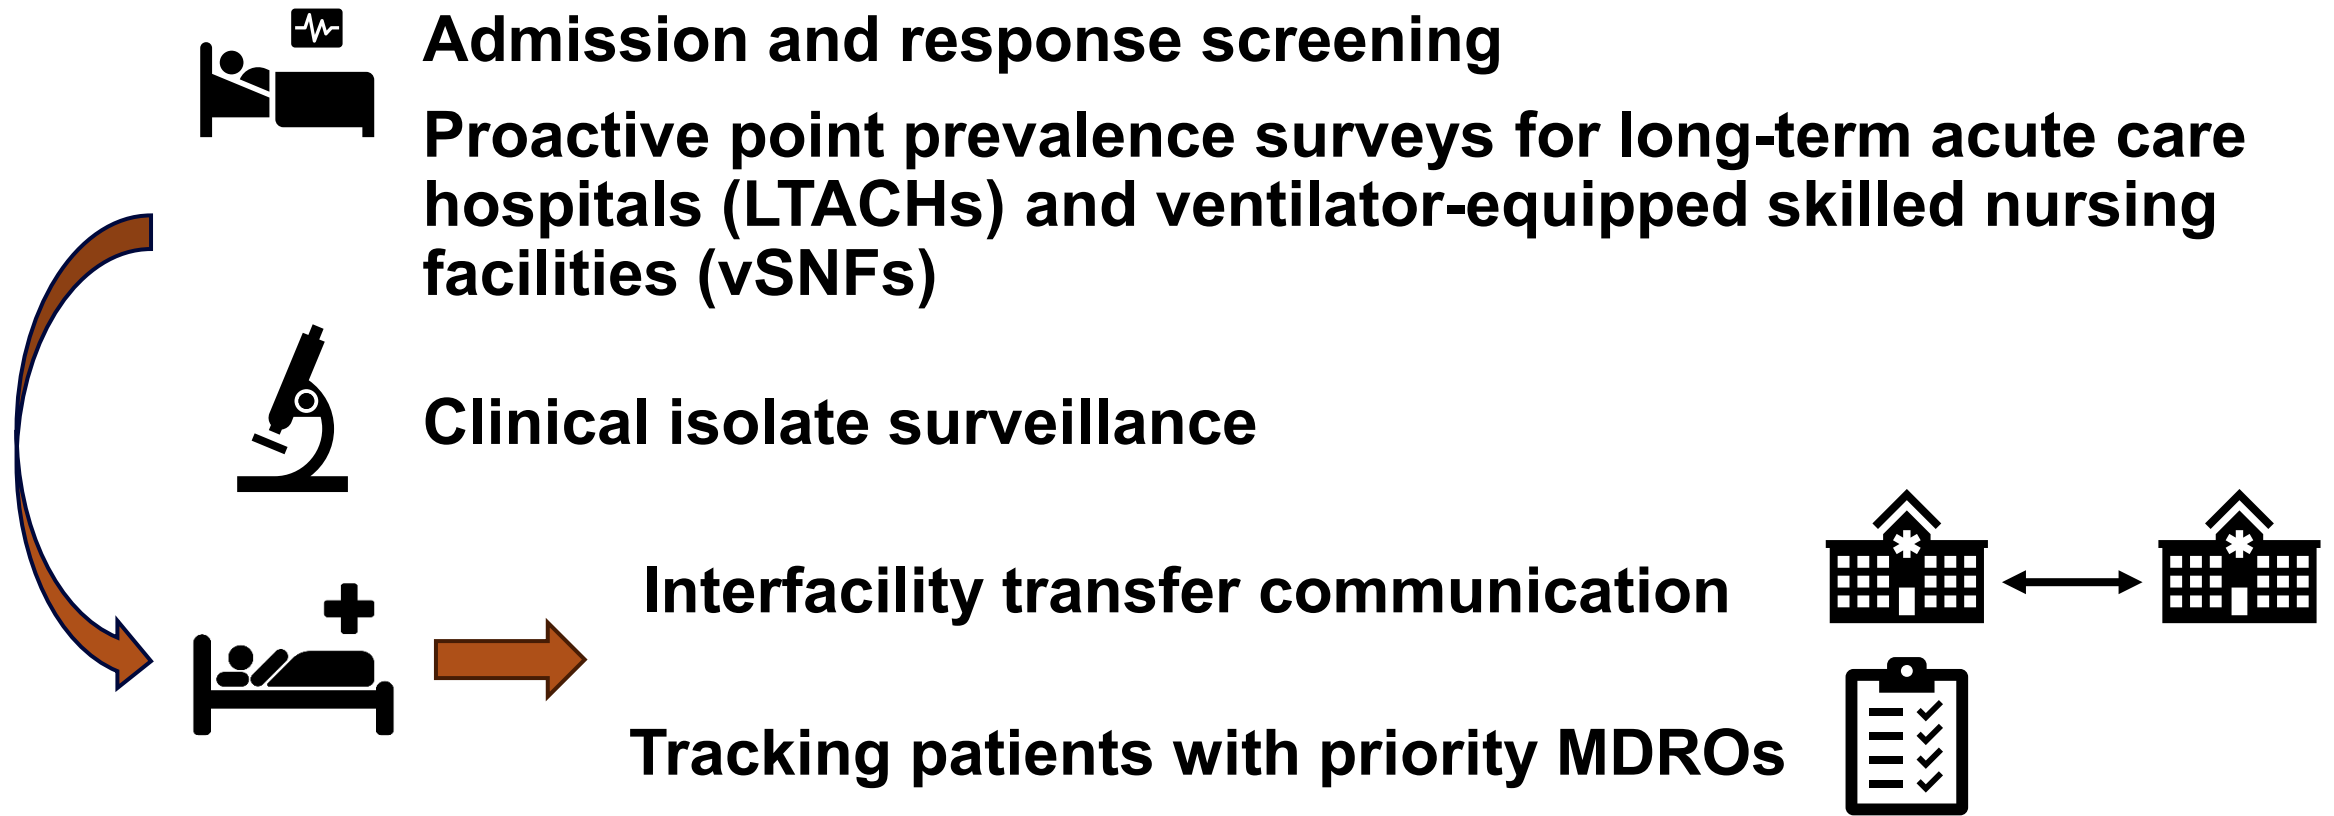 Admission and response screening
Proactive point prevalence surveys for long-term acute care
hospitals (LTACHs) and ventilator-equipped skilled nursing
facilities (vSNFs)
Clinical isolate surveillance
Interfacility transfer communication
Tracking patients with priority MDROs